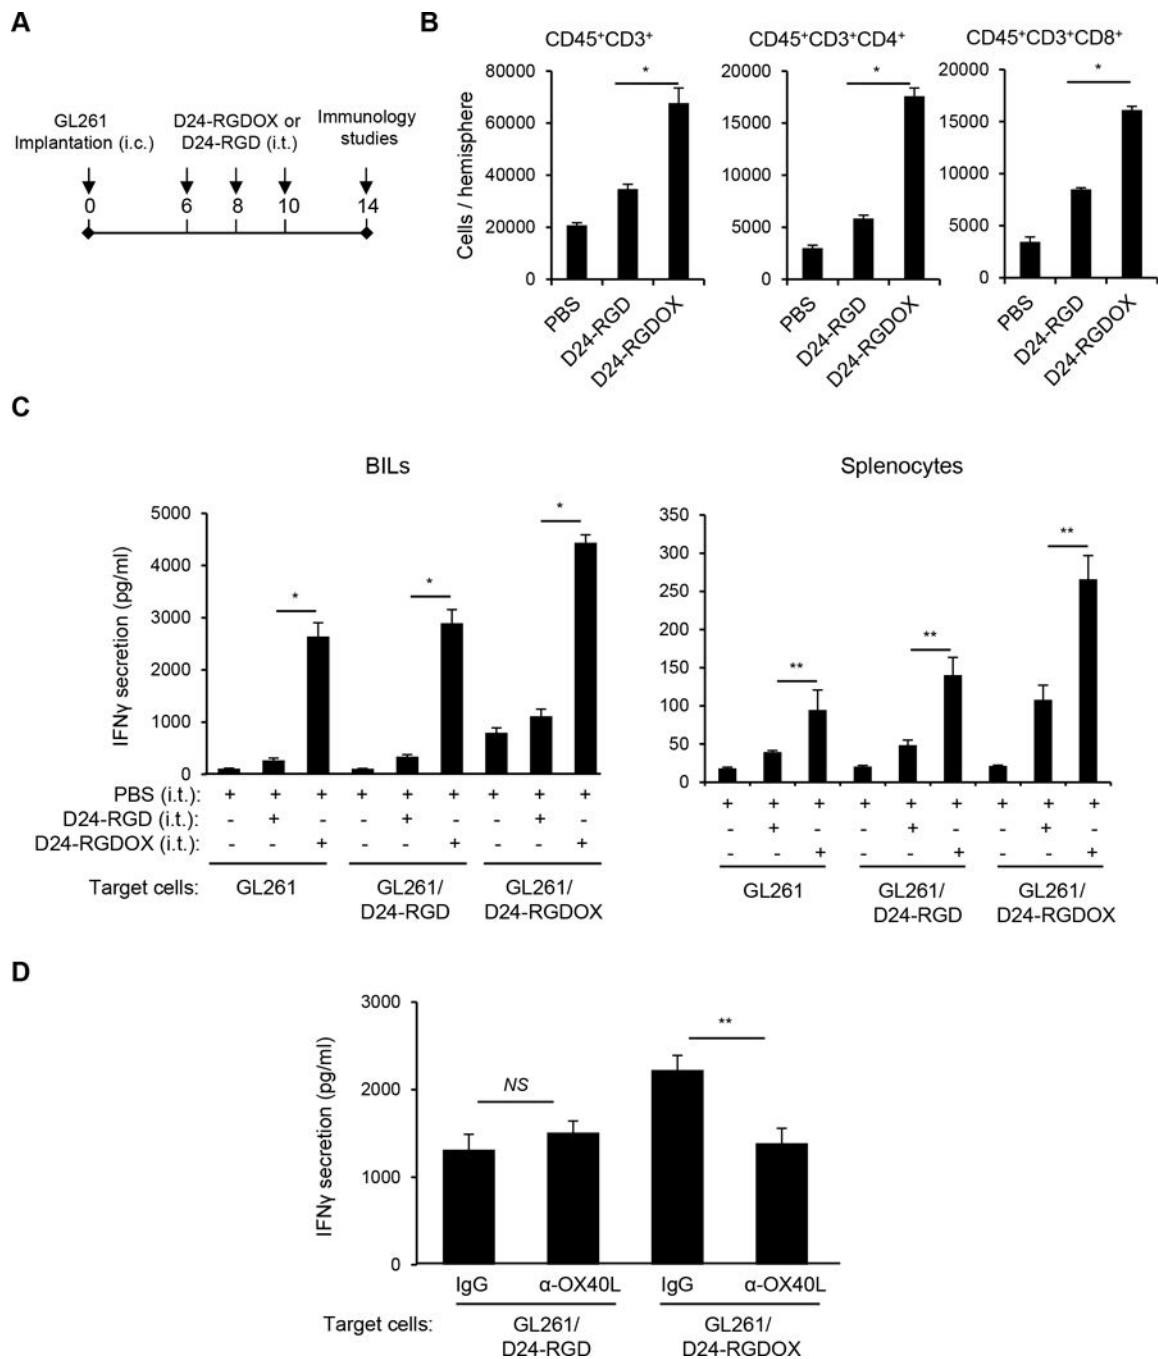 A
GL261
Implantation (i.c.)
D24-RGDOX or
D24-RGD (i.t.)
Immunology
studies
0 6 8 10 14
B
CD45⁺CD3⁺
CD45⁺CD3⁺CD4⁺
CD45⁺CD3⁺CD8⁺
Cells / hemisphere
80000
60000
40000
20000
0
*
PBS
D24-RGD
D24-RGDOX
20000
15000
10000
5000
0
*
PBS
D24-RGD
D24-RGDOX
20000
15000
10000
5000
0
*
PBS
D24-RGD
D24-RGDOX
C
BILs
IFNγ secretion (pg/ml)
5000
4000
3000
2000
1000
0
* * *
PBS (i.t.): + + + + + + + + +
D24-RGD (i.t.): - + - - + - - + -
D24-RGDOX (i.t.): - - + - - + - - +
Target cells: GL261 GL261/ D24-RGD GL261/ D24-RGDOX
Splenocytes
350
300
250
200
150
100
50
0
** ** **
+ + + + + + + + +
- + - - + - - + -
- - + - - + - - +
GL261 GL261/ D24-RGD GL261/ D24-RGDOX
D
IFNγ secretion (pg/ml)
3000
2000
1000
0
NS
**
IgG α-OX40L IgG α-OX40L
Target cells: GL261/ D24-RGD GL261/ D24-RGDOX